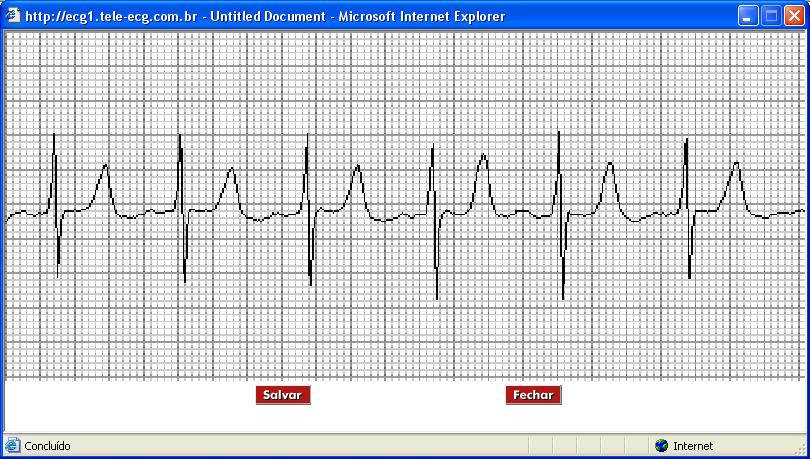 http://ecg1.tele-ecg.com.br - Untitled Document - Microsoft Internet Explorer
Salvar
Fechar
Concluído
Internet